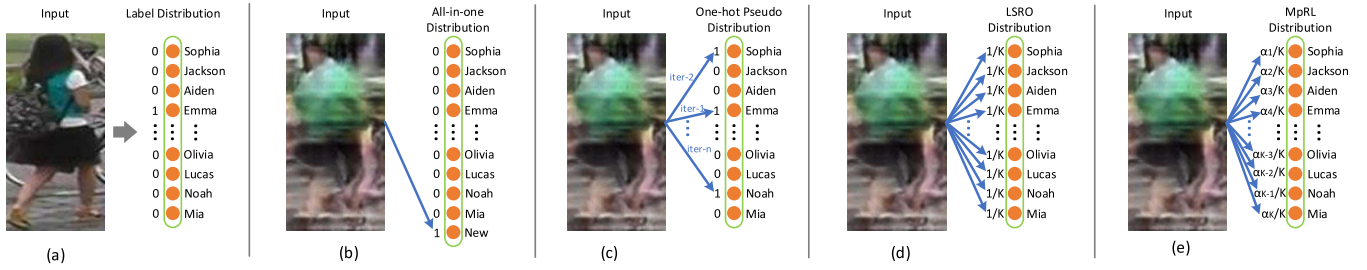 Input
Label Distribution
0 Sophia
0 Jackson
0 Aiden
1 Emma
0 Olivia
0 Lucas
0 Noah
0 Mia
(a)
Input
All-in-one
Distribution
0 Sophia
0 Jackson
0 Aiden
0 Emma
0 Olivia
0 Lucas
0 Noah
0 Mia
1 New
(b)
Input
One-hot Pseudo
Distribution
1 Sophia
0 Jackson
0 Aiden
1 Emma
0 Olivia
0 Lucas
1 Noah
0 Mia
iter-2
iter-1
iter-n
(c)
Input
LSRO
Distribution
1/K Sophia
1/K Jackson
1/K Aiden
1/K Emma
1/K Olivia
1/K Lucas
1/K Noah
1/K Mia
(d)
Input
MpRL
Distribution
α1/K Sophia
α2/K Jackson
α3/K Aiden
α4/K Emma
αK-3/K Olivia
αK-2/K Lucas
αK-1/K Noah
αK/K Mia
(e)